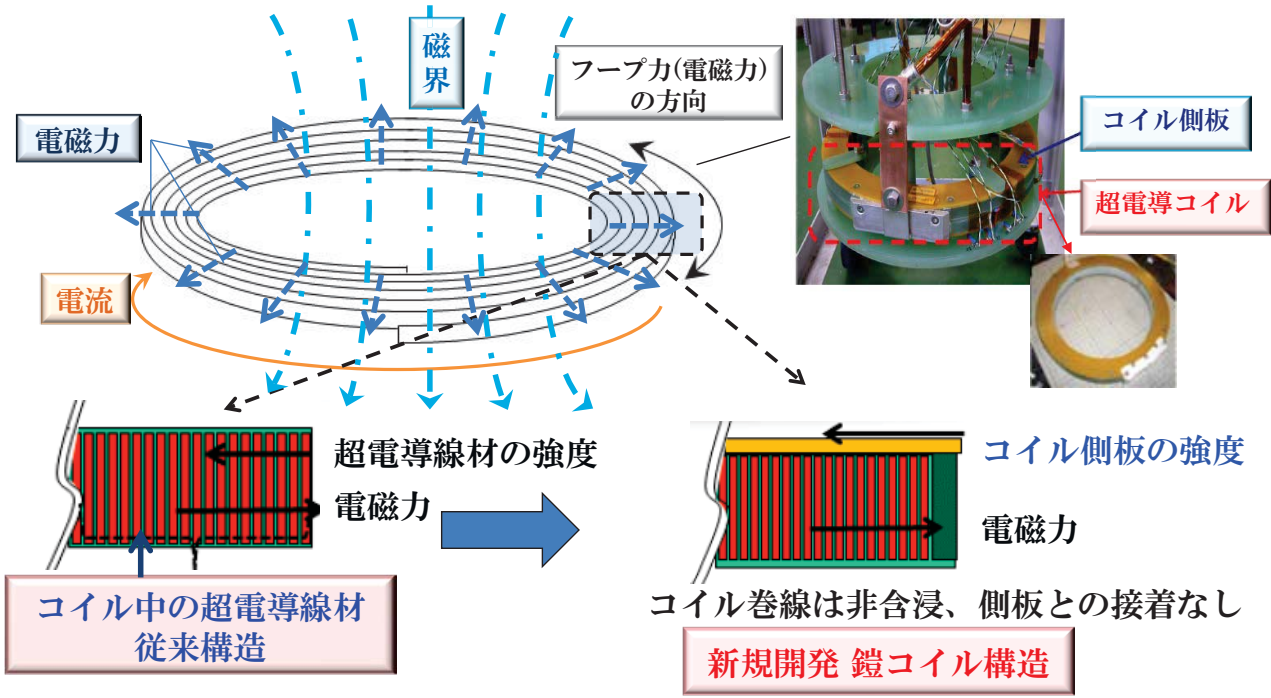 磁
界
フープ力(電磁力)
の方向
電磁力
コイル側板
超電導コイル
電流
超電導線材の強度
電磁力
コイル側板の強度
電磁力
コイル中の超電導線材
従来構造
コイル巻線は非含浸、側板との接着なし
新規開発 鎧コイル構造